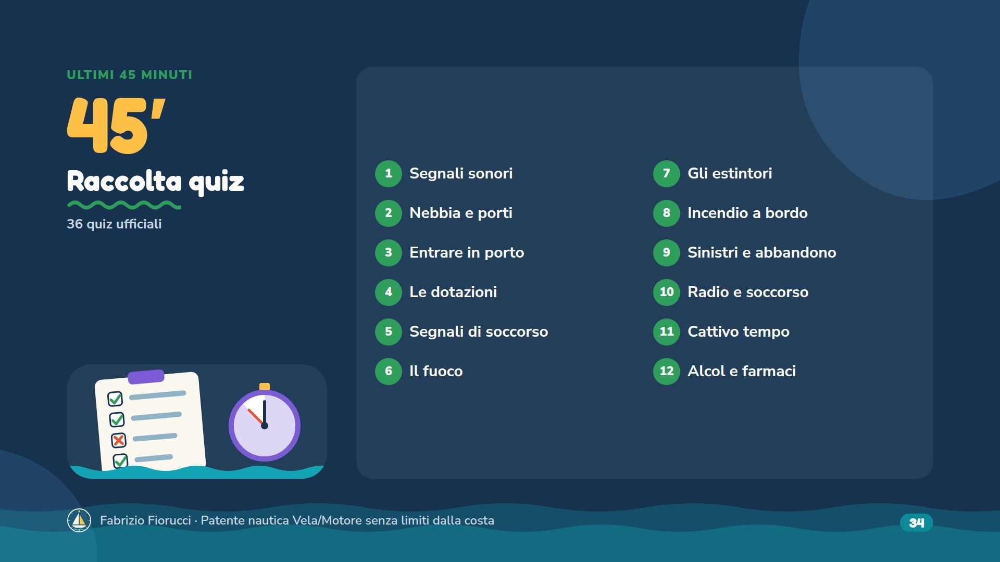 ULTIMI 45 MINUTI
45’
Raccolta quiz
36 quiz ufficiali
1 Segnali sonori
2 Nebbia e porti
3 Entrare in porto
4 Le dotazioni
5 Segnali di soccorso
6 Il fuoco
7 Gli estintori
8 Incendio a bordo
9 Sinistri e abbandono
10 Radio e soccorso
11 Cattivo tempo
12 Alcol e farmaci
Fabrizio Fiorucci · Patente nautica Vela/Motore senza limiti dalla costa
34